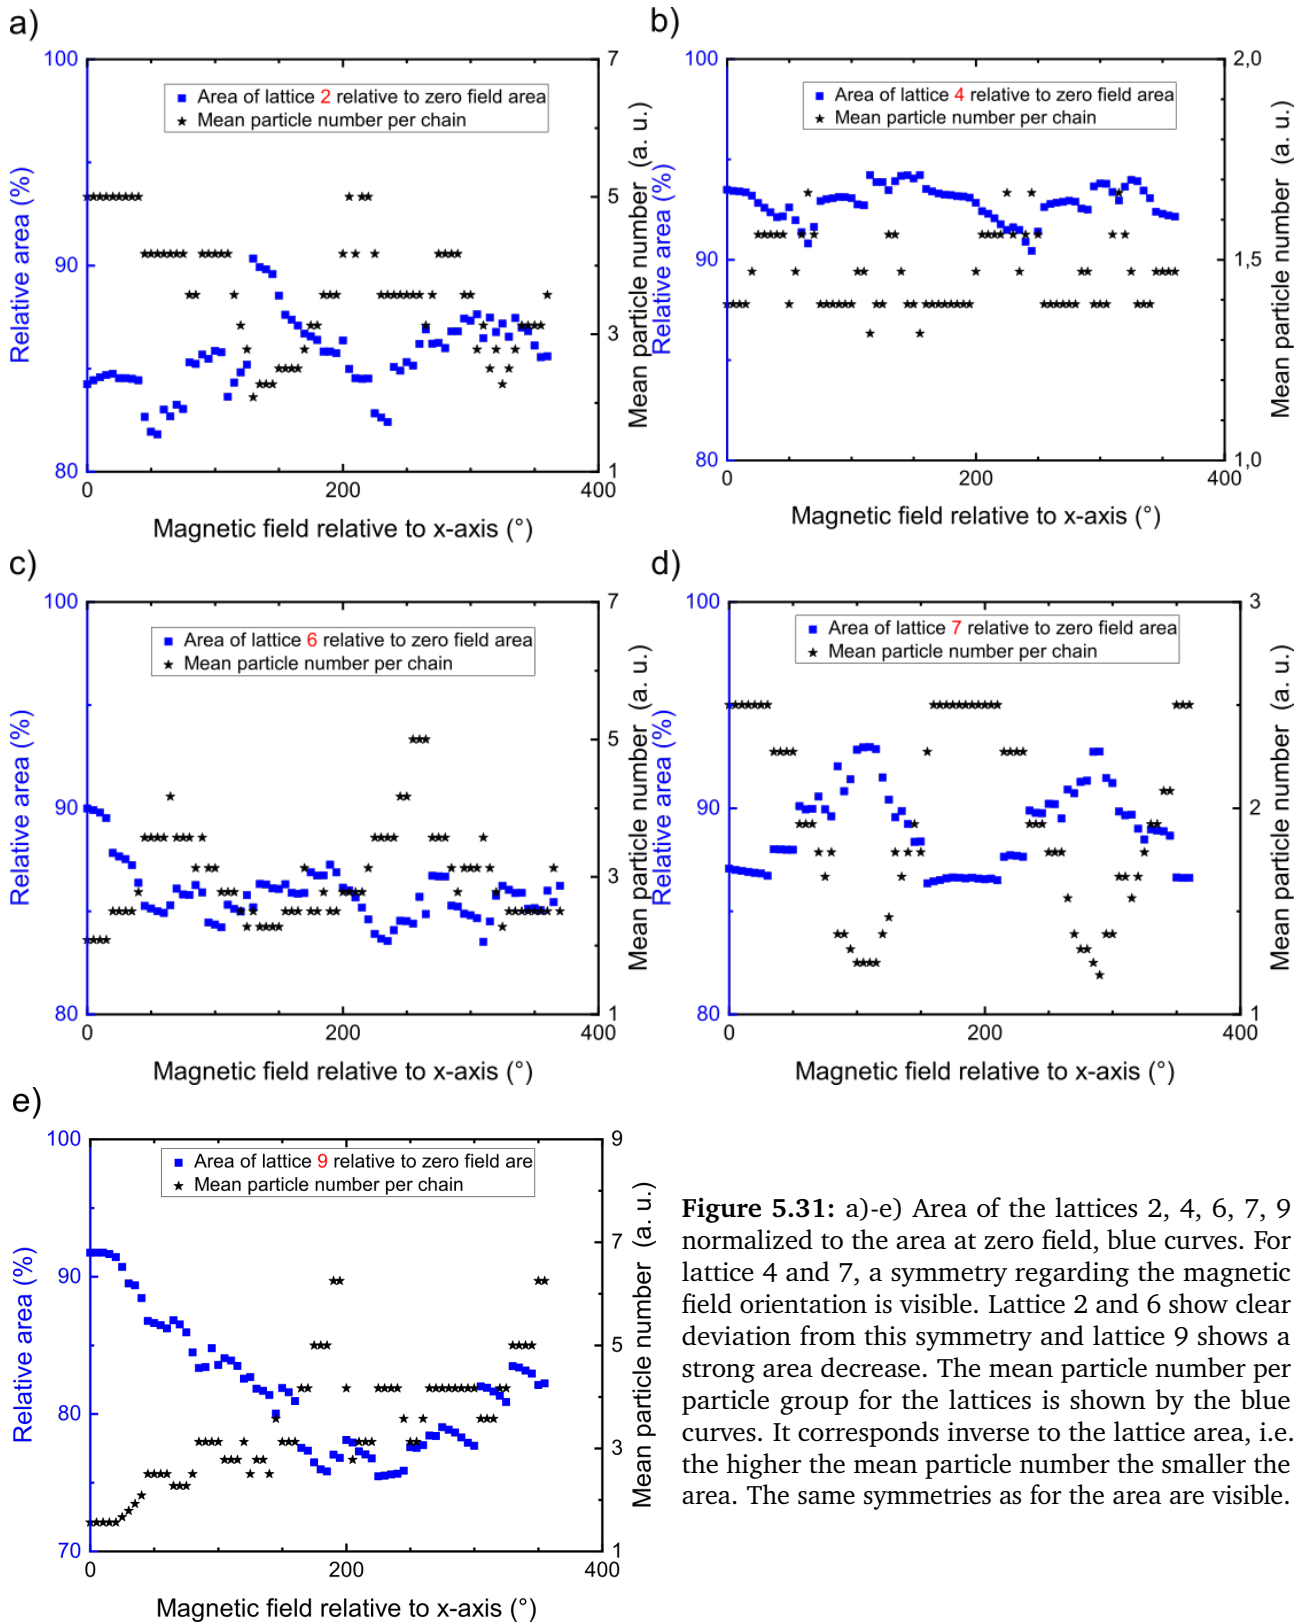 a)
100
7
Area of lattice 2 relative to zero field area
Mean particle number per chain
5
90
3
80
1
0
200
400
Relative area (%)
Mean particle number (a. u.)
Magnetic field relative to x-axis (°)
b)
100
2,0
Area of lattice 4 relative to zero field area
Mean particle number per chain
90
1,5
80
1,0
0
200
400
Relative area (%)
Mean particle number (a. u.)
Magnetic field relative to x-axis (°)
c)
100
7
Area of lattice 6 relative to zero field area
Mean particle number per chain
5
90
3
80
1
0
200
400
Relative area (%)
Mean particle number (a. u.)
Magnetic field relative to x-axis (°)
d)
100
3
Area of lattice 7 relative to zero field area
Mean particle number per chain
90
2
80
1
0
200
400
Relative area (%)
Mean particle number (a. u.)
Magnetic field relative to x-axis (°)
e)
100
9
Area of lattice 9 relative to zero field are
Mean particle number per chain
7
90
5
80
3
70
1
0
200
400
Relative area (%)
Mean particle number (a. u.)
Magnetic field relative to x-axis (°)
Figure 5.31: a)-e) Area of the lattices 2, 4, 6, 7, 9
normalized to the area at zero field, blue curves. For
lattice 4 and 7, a symmetry regarding the magnetic
field orientation is visible. Lattice 2 and 6 show clear
deviation from this symmetry and lattice 9 shows a
strong area decrease. The mean particle number per
particle group for the lattices is shown by the blue
curves. It corresponds inverse to the lattice area, i.e.
the higher the mean particle number the smaller the
area. The same symmetries as for the area are visible.